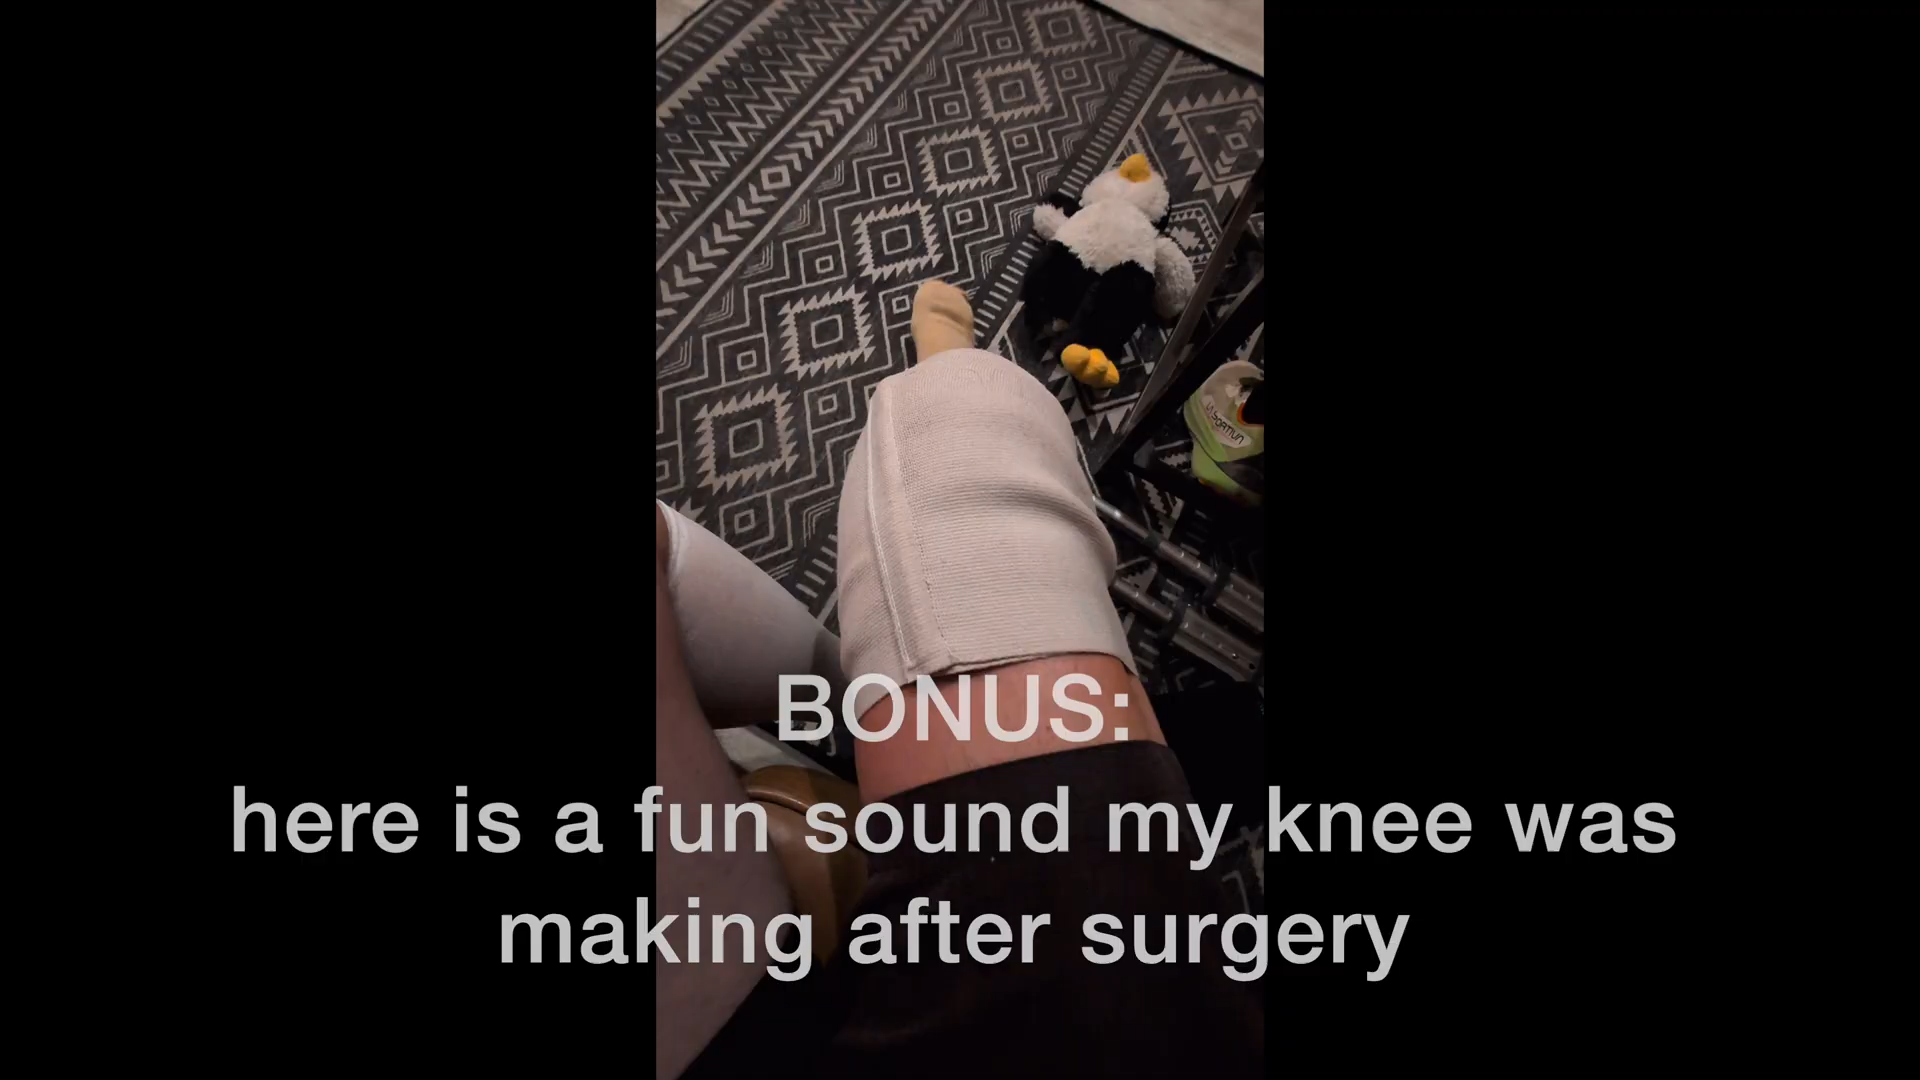 BONUS:
here is a fun sound my knee was
making after surgery